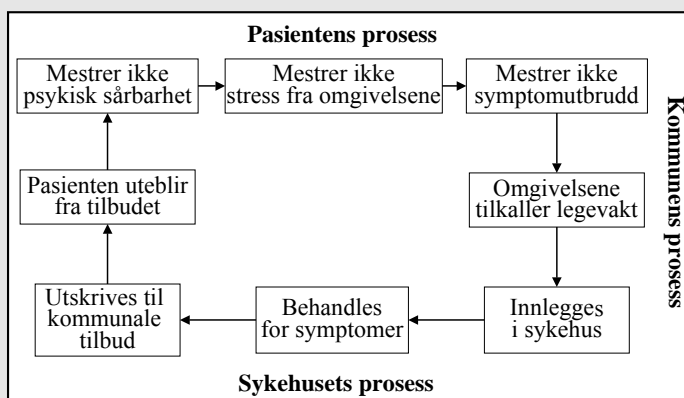 Pasientens prosess
Mestrer ikke
psykisk sårbarhet
Mestrer ikke
stress fra omgivelsene
Mestrer ikke
symptomutbrudd
Kommunens prosess
Pasienten uteblir
fra tilbudet
Omgivelsene
tilkaller legevakt
Utskrives til
kommunale
tilbud
Behandles
for symptomer
Innlegges
i sykehus
Sykehusets prosess